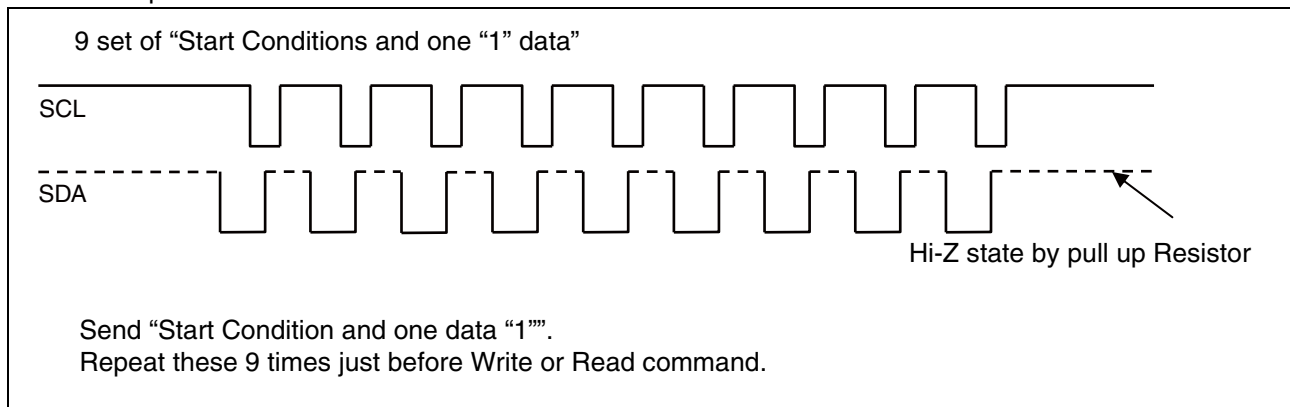 9 set of “Start Conditions and one “1” data”
SCL
SDA
Hi-Z state by pull up Resistor
Send “Start Condition and one data “1””.
Repeat these 9 times just before Write or Read command.